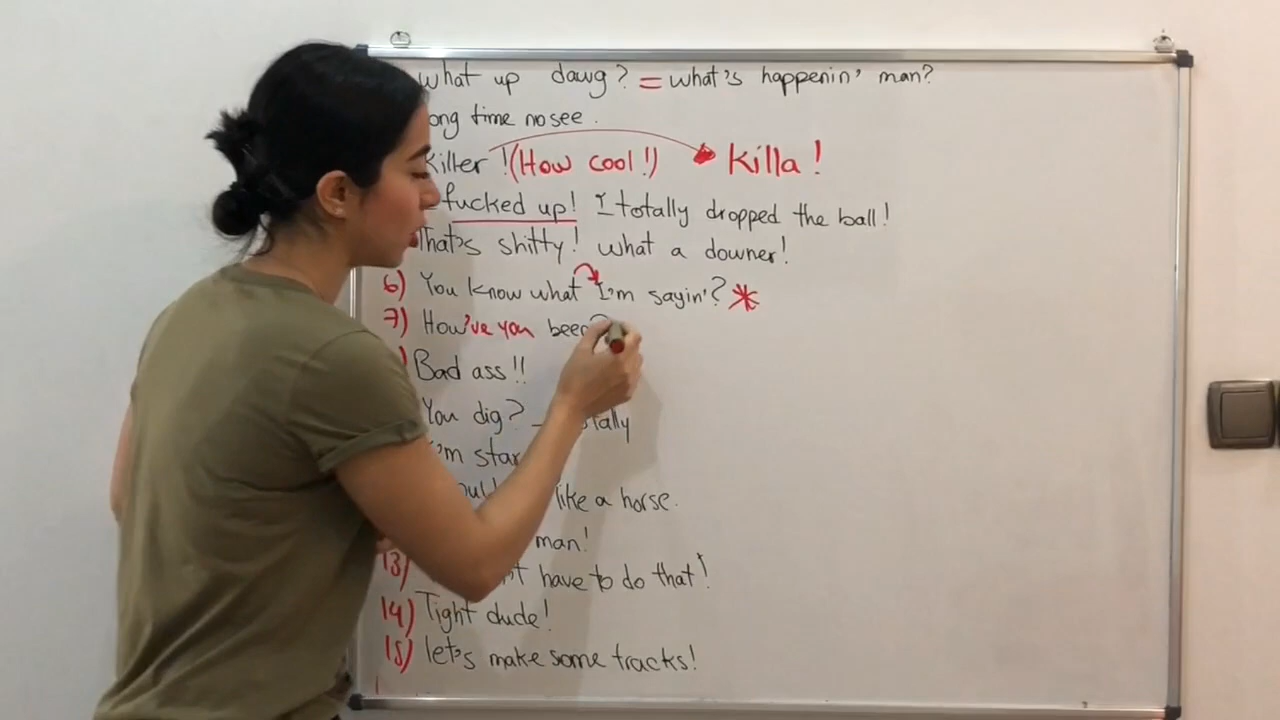 what up dawg? = what's happenin' man?
long time no see.
Killer!(How cool!) Killa!
fucked up! I totally dropped the ball!
That's shitty! what a downer!
6) You know what I'm sayin'? *
7) How've you been?
Bad ass!!
You dig?
I'm star
like a horse.
man!
13) have to do that!
14) Tight dude!
15) let's make some tracks!